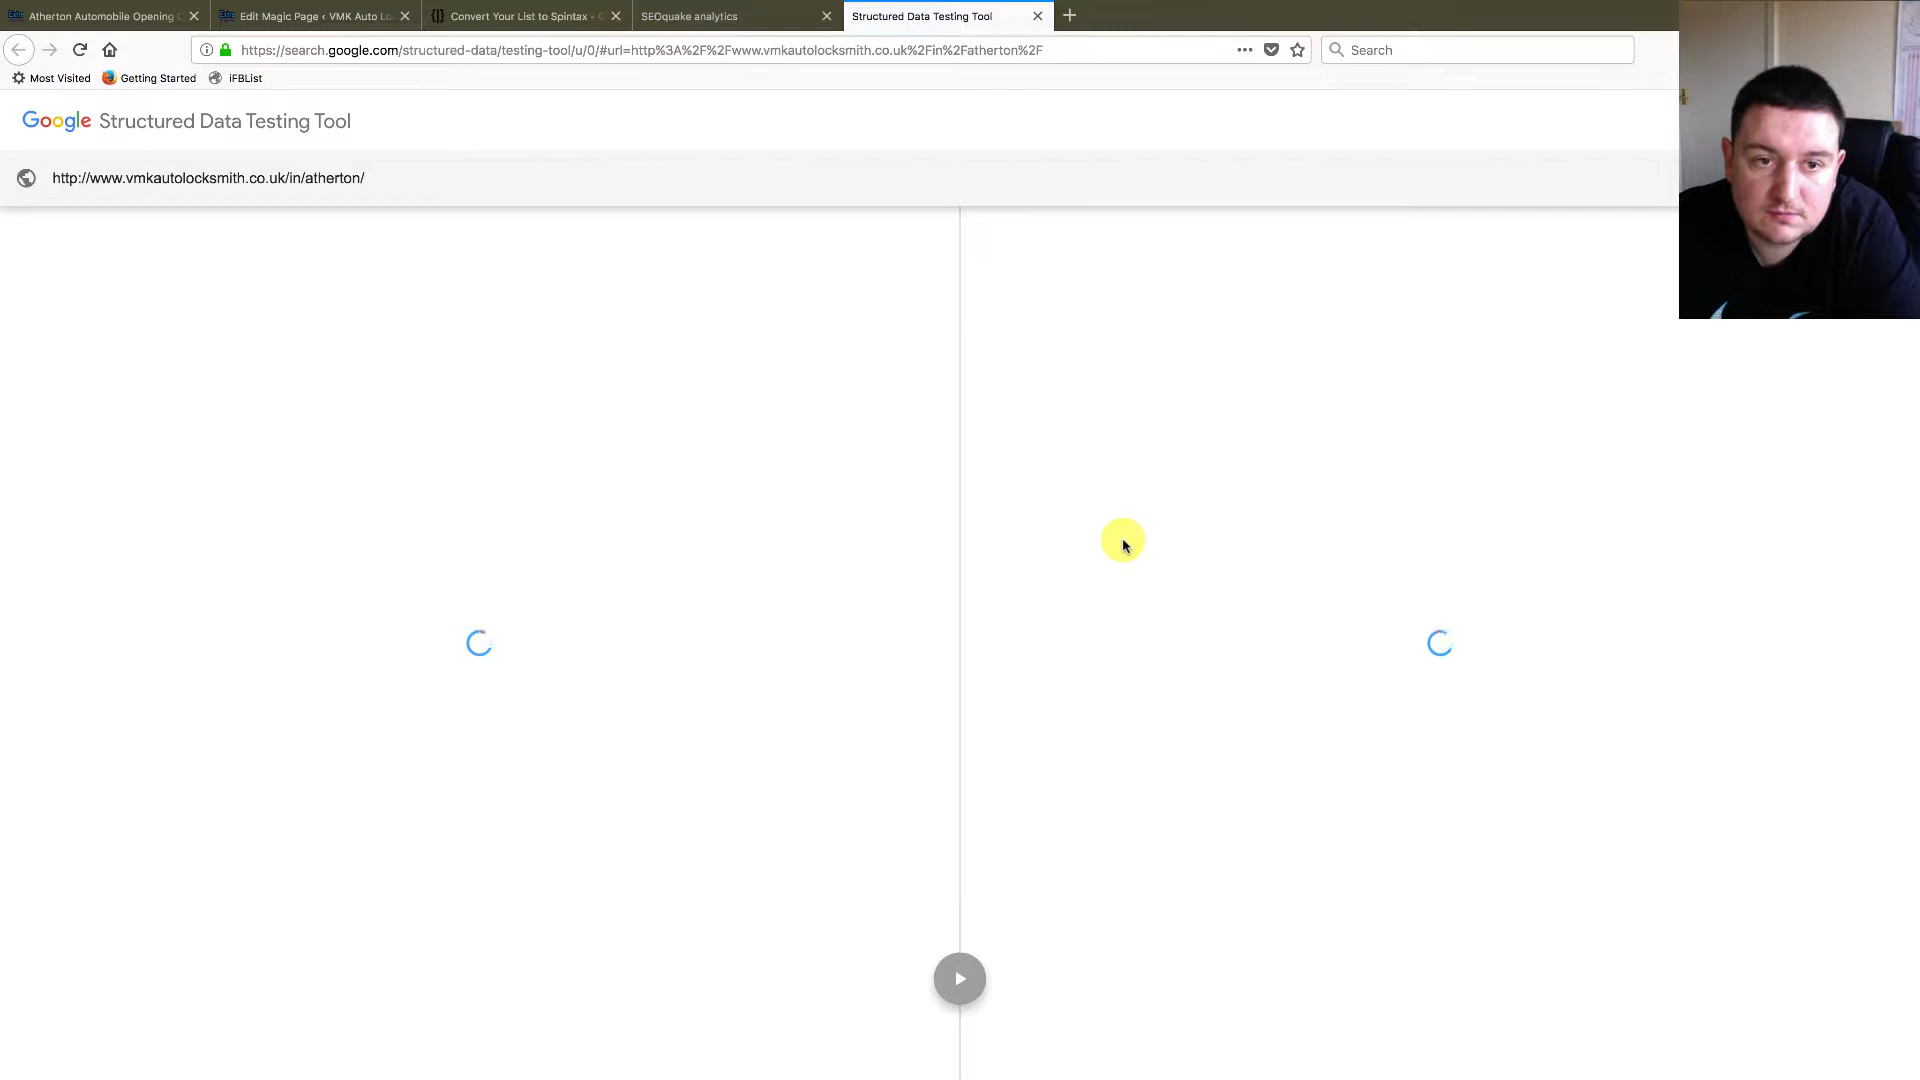 Atherton Automobile Opening
Edit Magic Page ‹ VMK Auto Lo
Convert Your List to Spintax -
SEOquake analytics
Structured Data Testing Tool
https://search.google.com/structured-data/testing-tool/u/0/#url=http%3A%2F%2Fwww.vmkautolocksmith.co.uk%2Fin%2Fatherton%2F
Search
Most Visited
Getting Started
iFBList
Google Structured Data Testing Tool
http://www.vmkautolocksmith.co.uk/in/atherton/